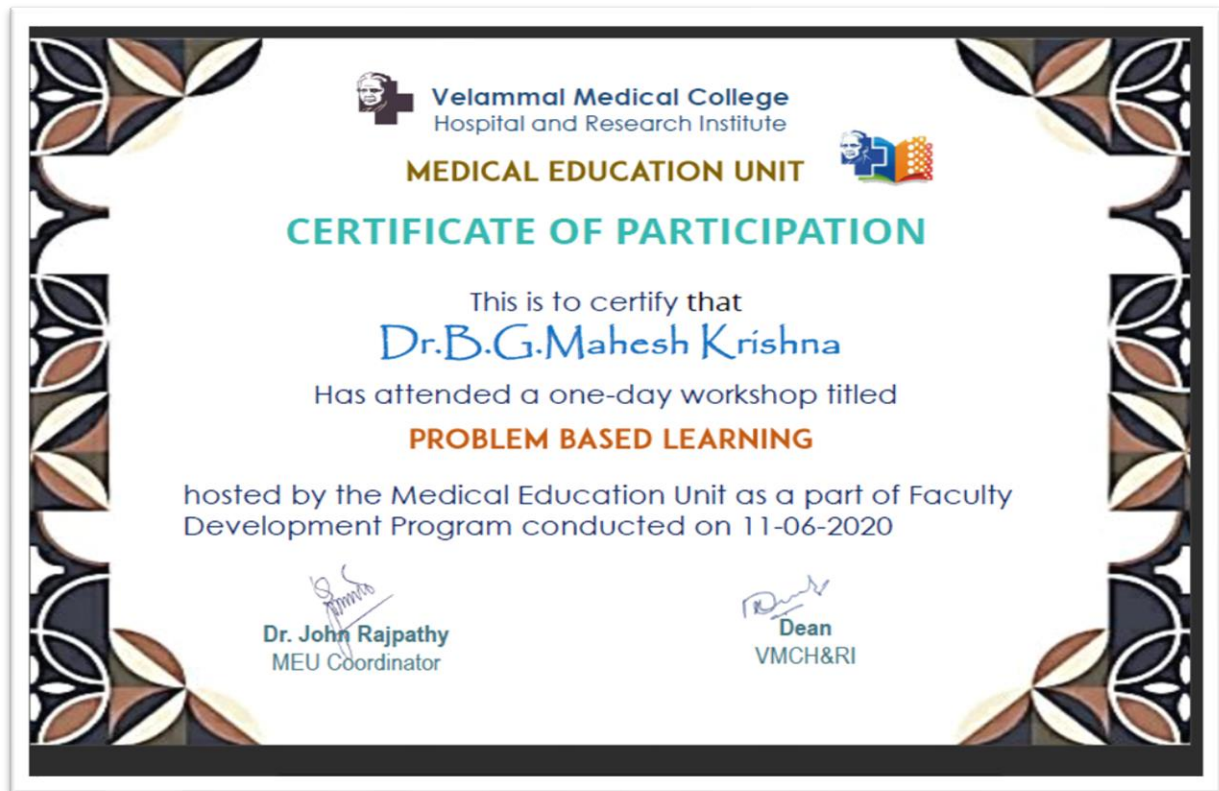 Velammal Medical College
Hospital and Research Institute
MEDICAL EDUCATION UNIT
CERTIFICATE OF PARTICIPATION
This is to certify that
Dr.B.G.Mahesh Krishna
Has attended a one-day workshop titled
PROBLEM BASED LEARNING
hosted by the Medical Education Unit as a part of Faculty
Development Program conducted on 11-06-2020
Dr. John Rajpathy
MEU Coordinator
Dean
VMCH&RI